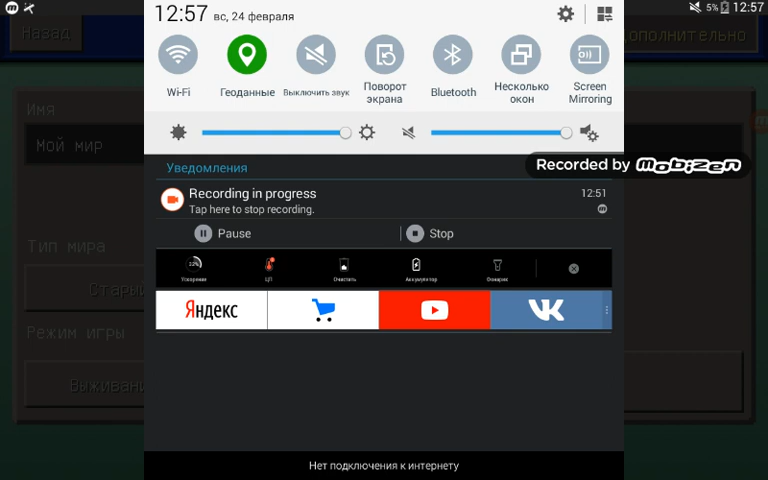 12:57 вс, 24 февраля
5% 12:57
Назад
Дополнительно
Wi-Fi
Геоданные
Выключить звук
Поворот экрана
Bluetooth
Несколько окон
Screen Mirroring
Имя
Мой мир
Уведомления
Recorded by mobizen
Recording in progress
12:51
Tap here to stop recording.
Pause
Stop
Тип мира
Старый
Ускорение
ЦП
Очистить
Аккумулятор
Фонарик
Яндекс
Режим игры
Выживани
Нет подключения к интернету